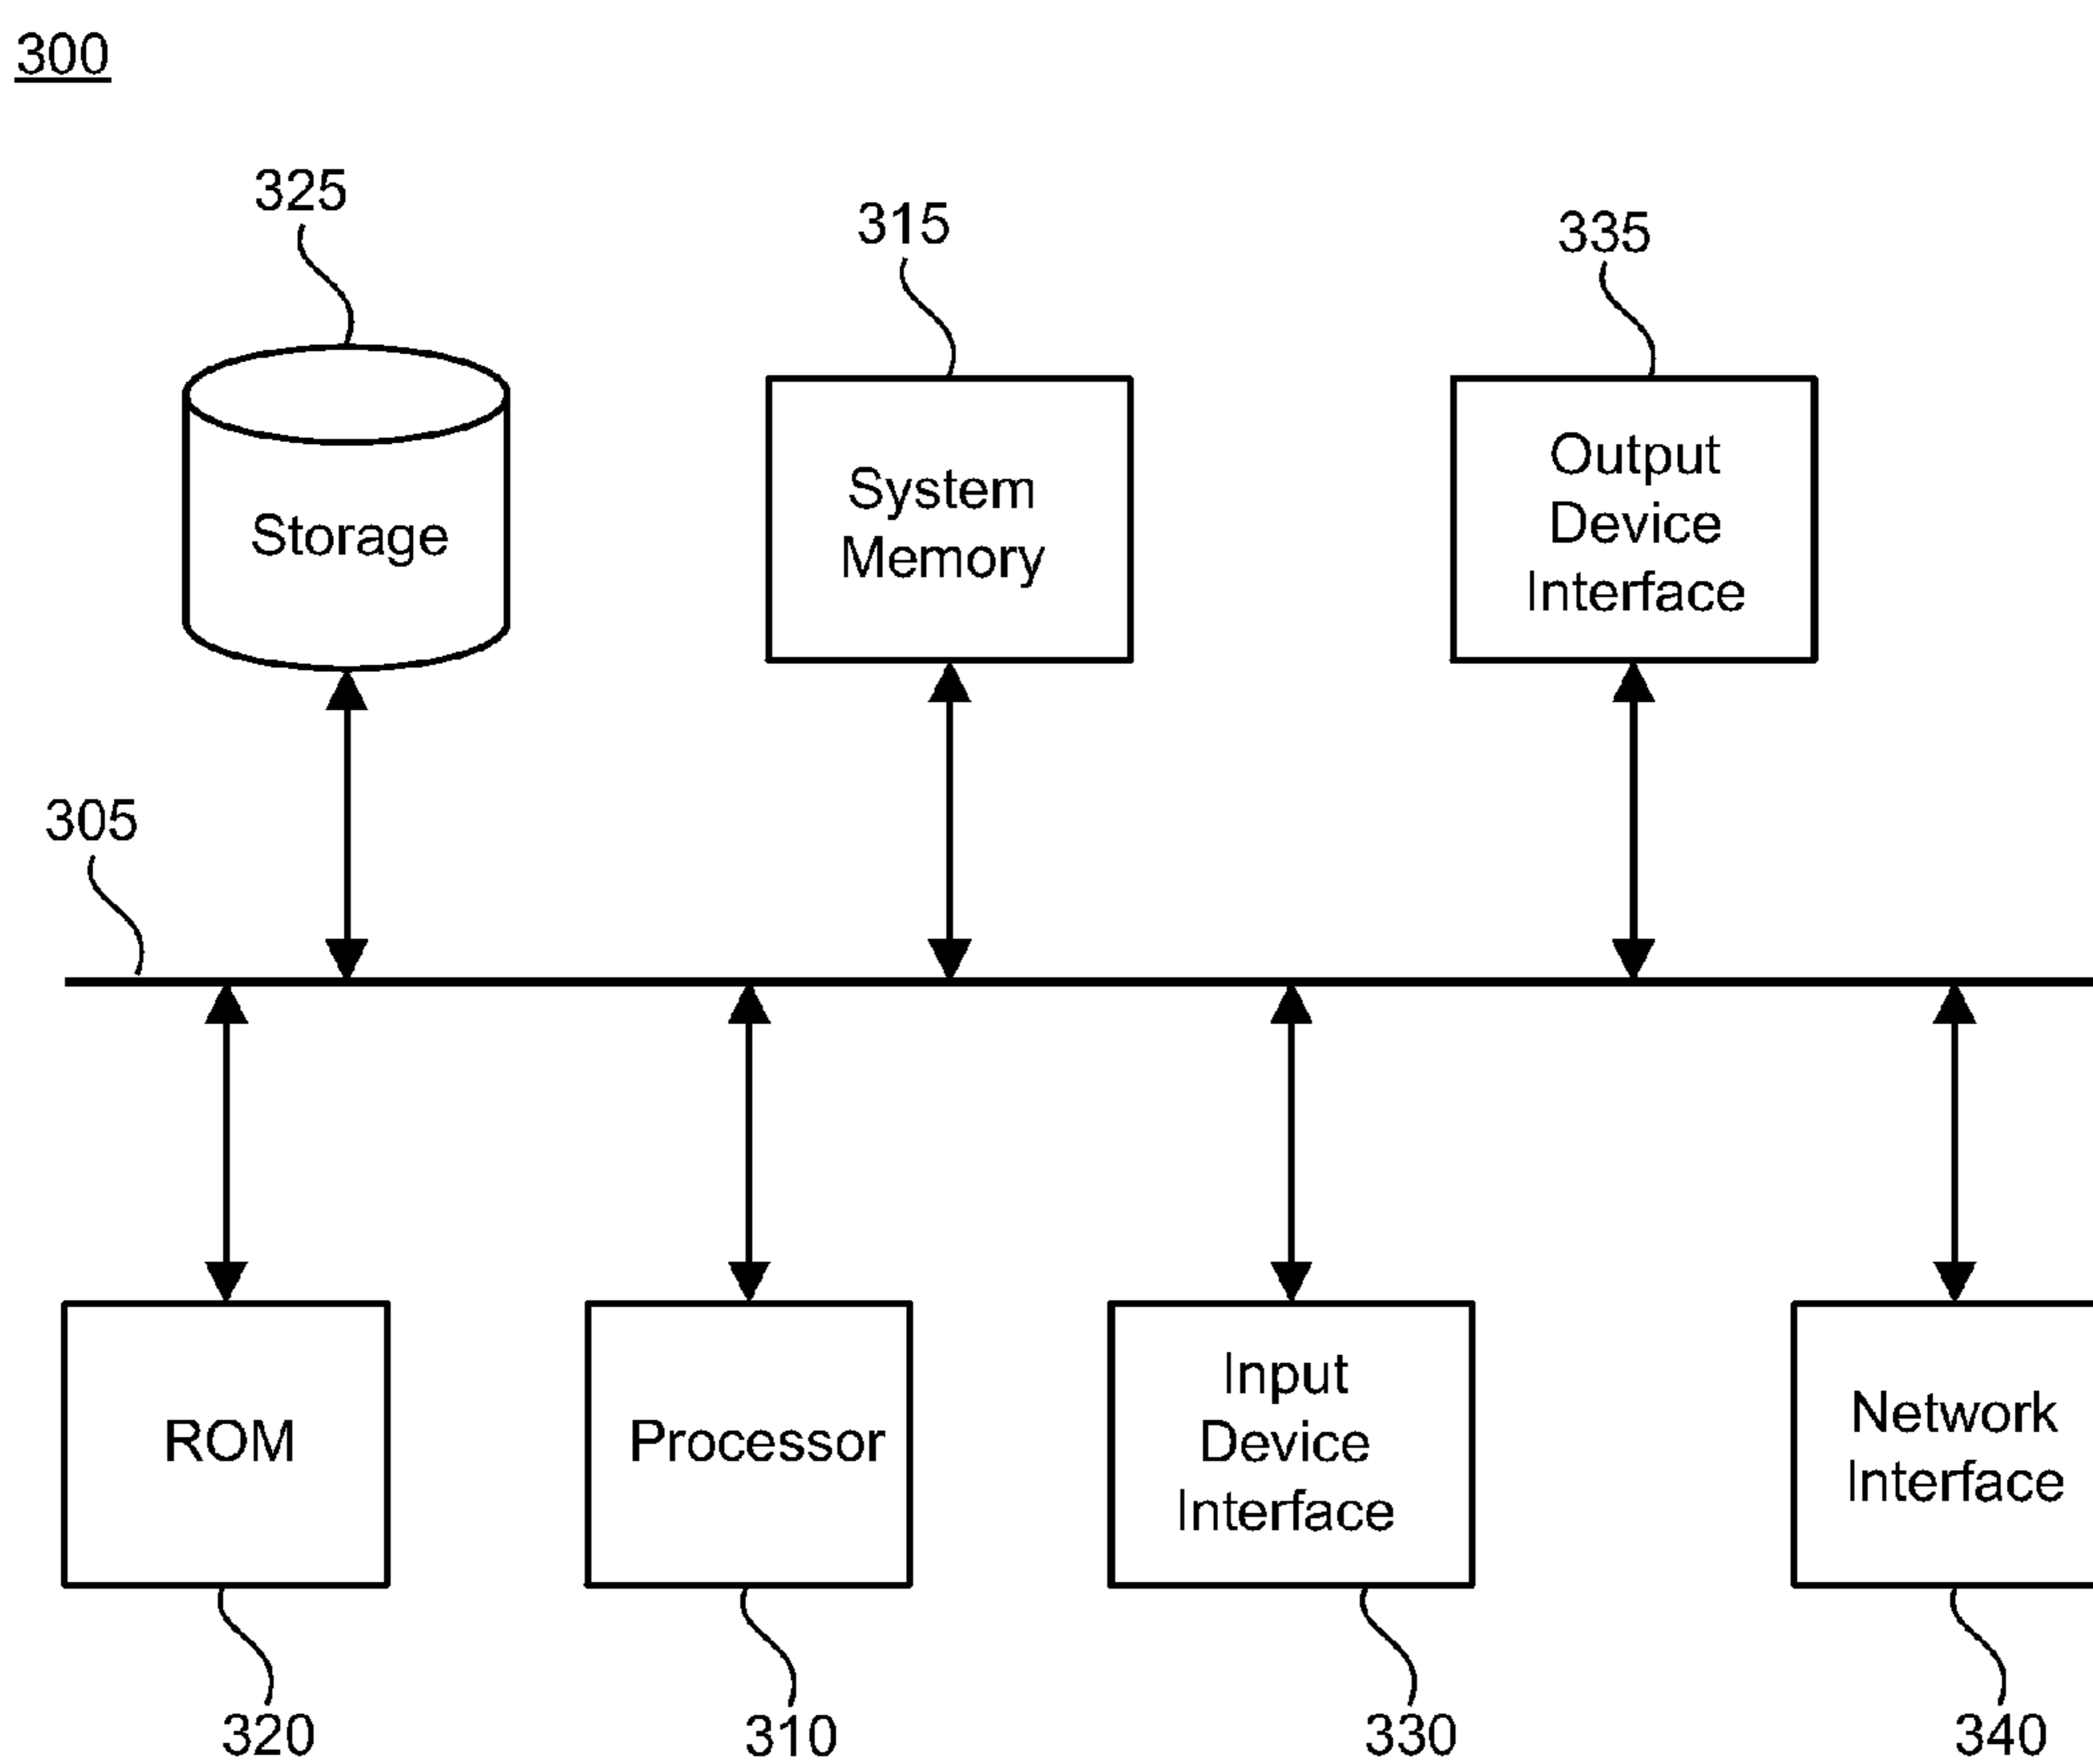 300
325
315
335
Storage
System
Memory
Output
Device
Interface
305
ROM
Processor
Input
Device
Interface
Network
Interface
320
310
330
340